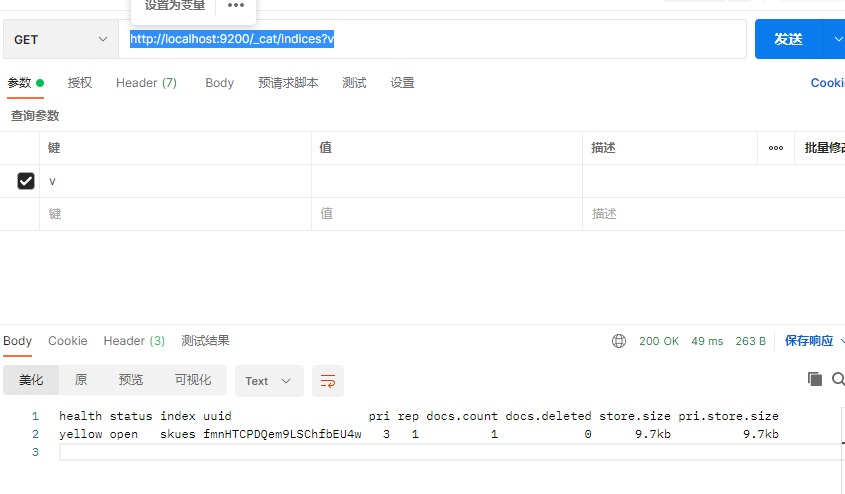 设置为变量 •••
GET http://localhost:9200/_cat/indices?v 发送
参数 授权 Header (7) Body 预请求脚本 测试 设置 Cooki
查询参数
键 值 描述 ••• 批量修改
v
键 值 描述
Body Cookie Header (3) 测试结果 200 OK 49 ms 263 B 保存响应
美化 原 预览 可视化 Text
1 health status index uuid pri rep docs.count docs.deleted store.size pri.store.size
2 yellow open skues fmnHTCPDQem9LSChfbEU4w 3 1 1 0 9.7kb 9.7kb
3